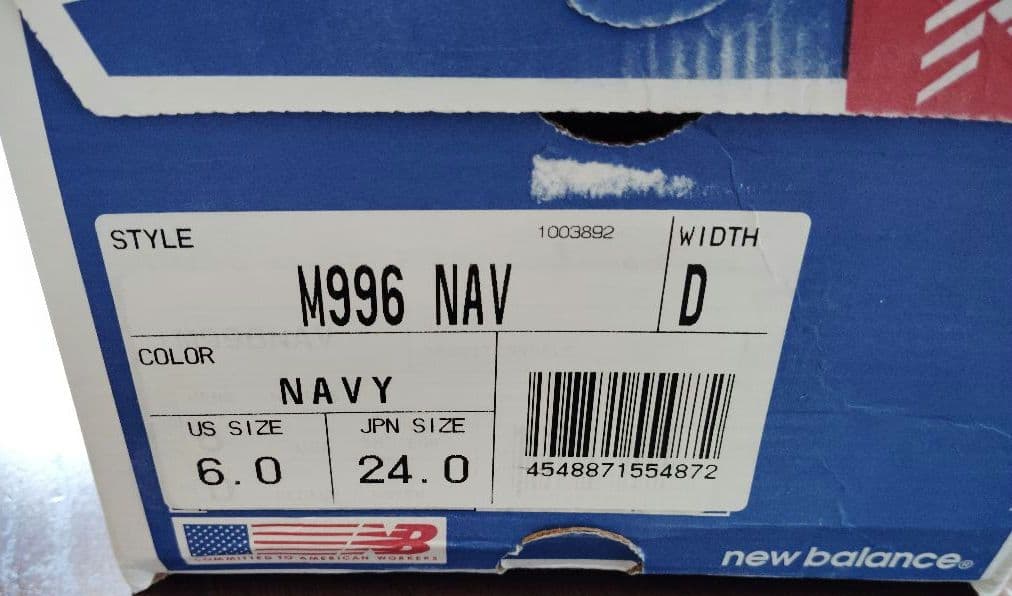 STYLE
1003892
WIDTH
M996 NAV
D
COLOR
NAVY
US SIZE
JPN SIZE
6.0
24.0
4548871554872
NB
COMMITTED TO AMERICAN WORKERS
new balance®